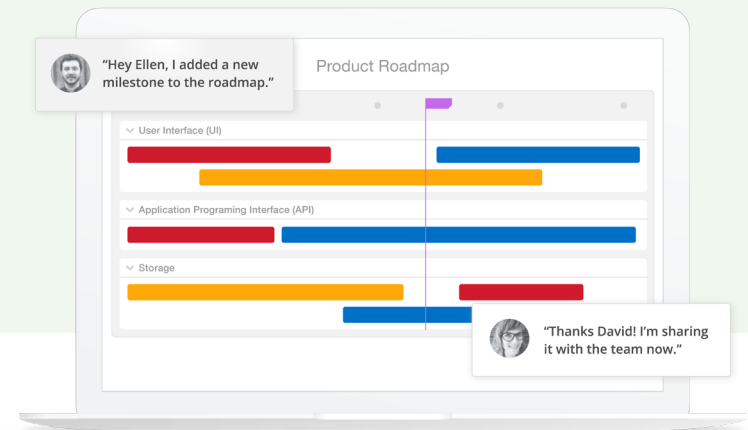 “Hey Ellen, I added a new
milestone to the roadmap.”
Product Roadmap
User Interface (UI)
Application Programing Interface (API)
Storage
“Thanks David! I’m sharing
it with the team now.”